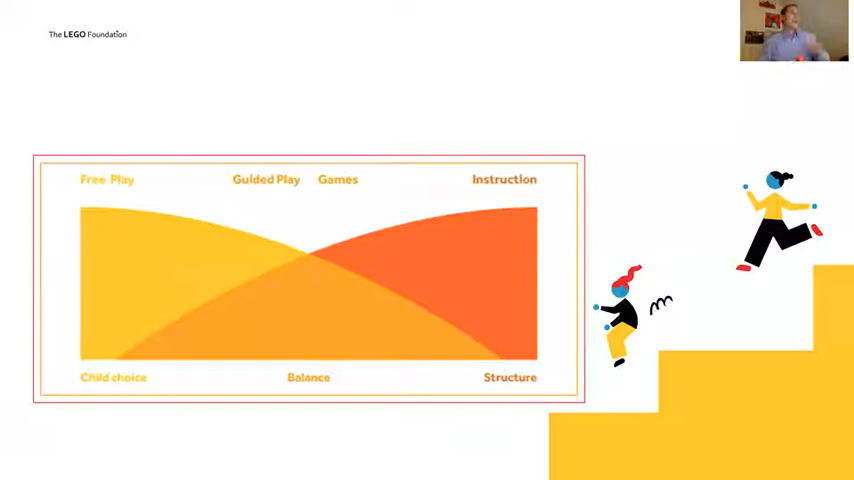 The LEGO Foundation
Free Play Guided Play Games Instruction
Child choice Balance Structure